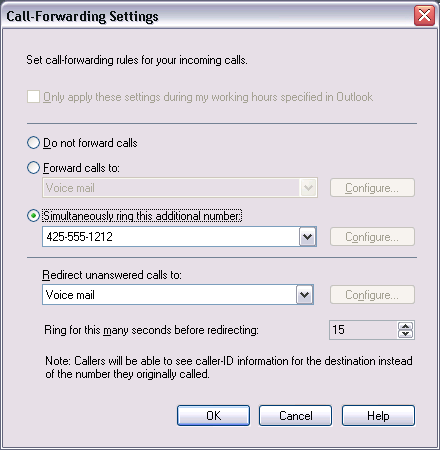 Call-Forwarding Settings
Set call-forwarding rules for your incoming calls.
Only apply these settings during my working hours specified in Outlook
Do not forward calls
Forward calls to:
Voice mail
Configure...
Simultaneously ring this additional number:
425-555-1212
Configure...
Redirect unanswered calls to:
Voice mail
Configure...
Ring for this many seconds before redirecting:
15
Note: Callers will be able to see caller-ID information for the destination instead
of the number they originally called.
OK
Cancel
Help